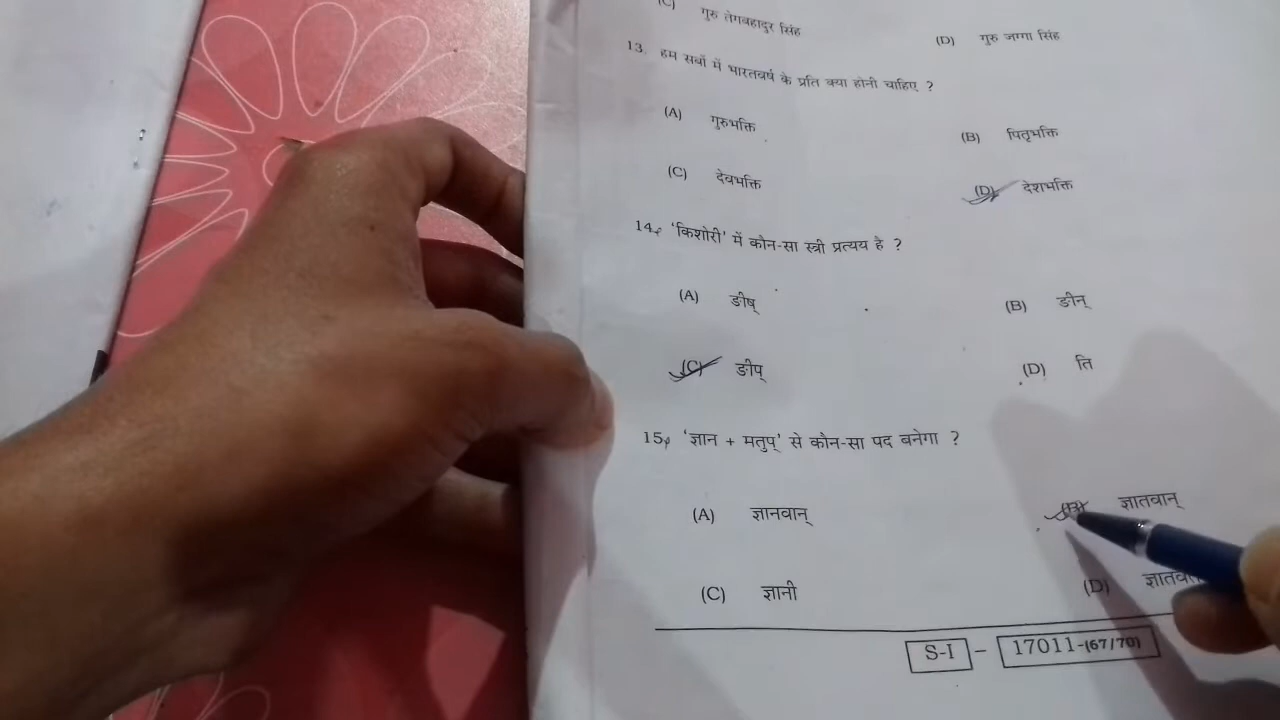 (C) गुरु तेगबहादुर सिंह (D) गुरु जग्गा सिंह
13. हम सबों में भारतवर्ष के प्रति क्या होनी चाहिए ?
(A) गुरुभक्ति (B) पितृभक्ति
(C) देवभक्ति (D) देशभक्ति
14. 'किशोरी' में कौन-सा स्त्री प्रत्यय है ?
(A) ङीष् (B) ङीन्
(C) ङीप् (D) ति
15. 'ज्ञान + मतुप्' से कौन-सा पद बनेगा ?
(A) ज्ञानवान् (B) ज्ञातवान्
(C) ज्ञानी (D)
S-I - 17011-(67/70)